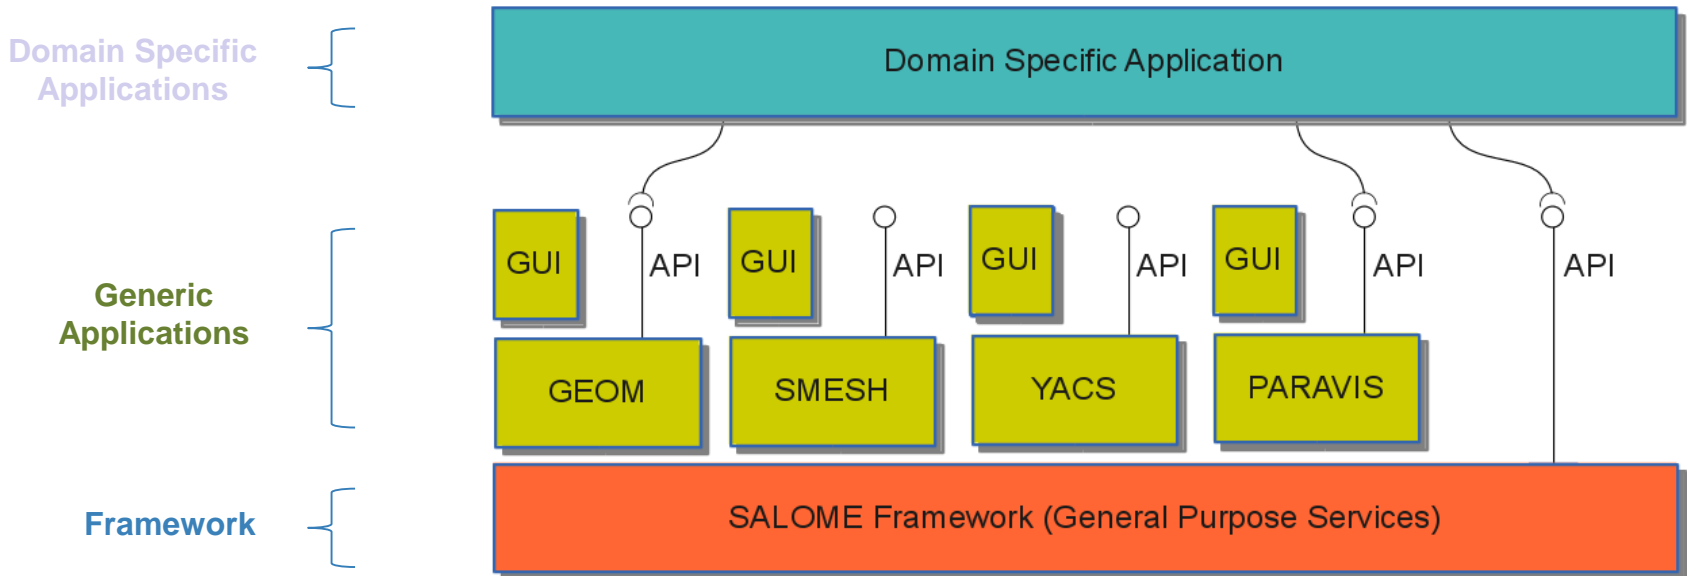 Domain Specific
Applications
Domain Specific Application
GUI
API
GUI
API
GUI
API
GUI
API
API
Generic
Applications
GEOM
SMESH
YACS
PARAVIS
Framework
SALOME Framework (General Purpose Services)